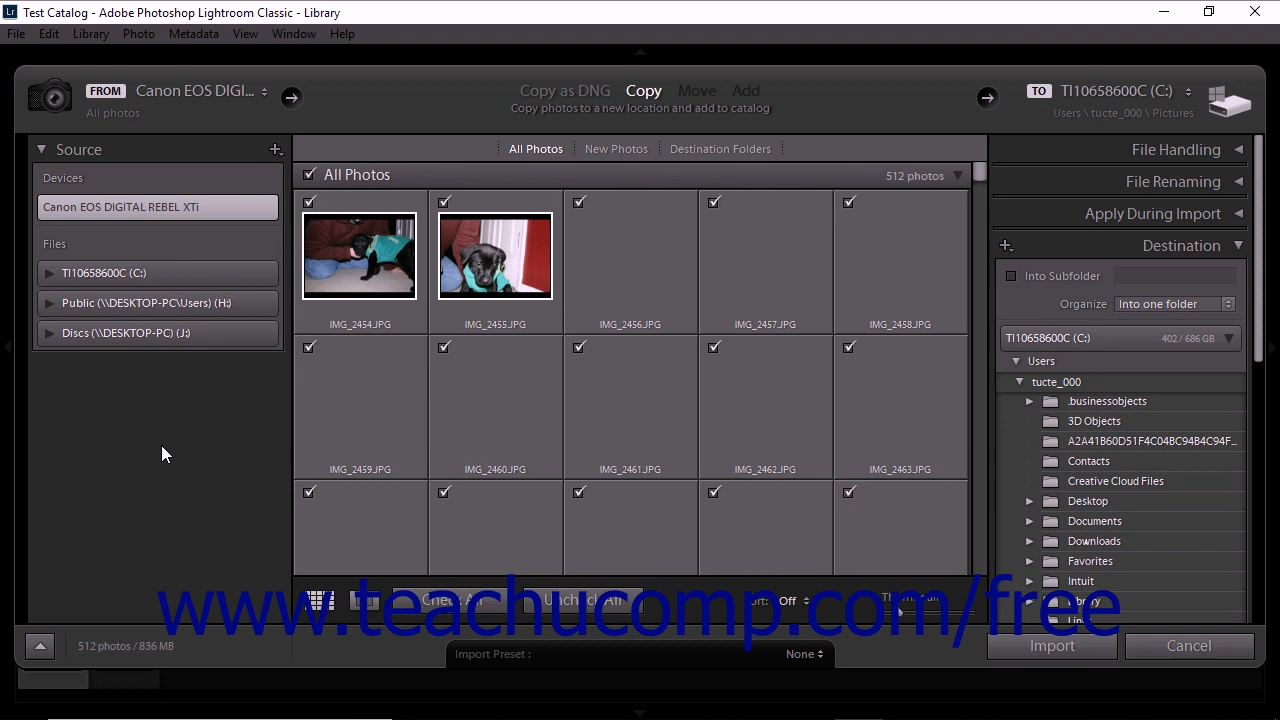 Lr Test Catalog - Adobe Photoshop Lightroom Classic - Library
File Edit Library Photo Metadata View Window Help
FROM Canon EOS DIGI...
All photos
Copy as DNG Copy Move Add
Copy photos to a new location and add to catalog
TO TI10658600C (C:)
Users \ tucte_000 \ Pictures
Source
Devices
Canon EOS DIGITAL REBEL XTi
Files
TI10658600C (C:)
Public (\\DESKTOP-PC\Users) (H:)
Discs (\\DESKTOP-PC) (J:)
All Photos New Photos Destination Folders
All Photos 512 photos
IMG_2454.JPG IMG_2455.JPG IMG_2456.JPG IMG_2457.JPG IMG_2458.JPG
IMG_2459.JPG IMG_2460.JPG IMG_2461.JPG IMG_2462.JPG IMG_2463.JPG
File Handling
File Renaming
Apply During Import
Destination
Into Subfolder
Organize Into one folder
TI10658600C (C:) 402 / 686 GB
Users
tucte_000
.businessobjects
3D Objects
A2A41B60D51F4C04BC94B4C94F...
Contacts
Creative Cloud Files
Desktop
Documents
Downloads
Favorites
Intuit
Library
Check All Uncheck All Sort: Off
www.teachucomp.com/free
512 photos / 836 MB
Import Preset : None
Import Cancel